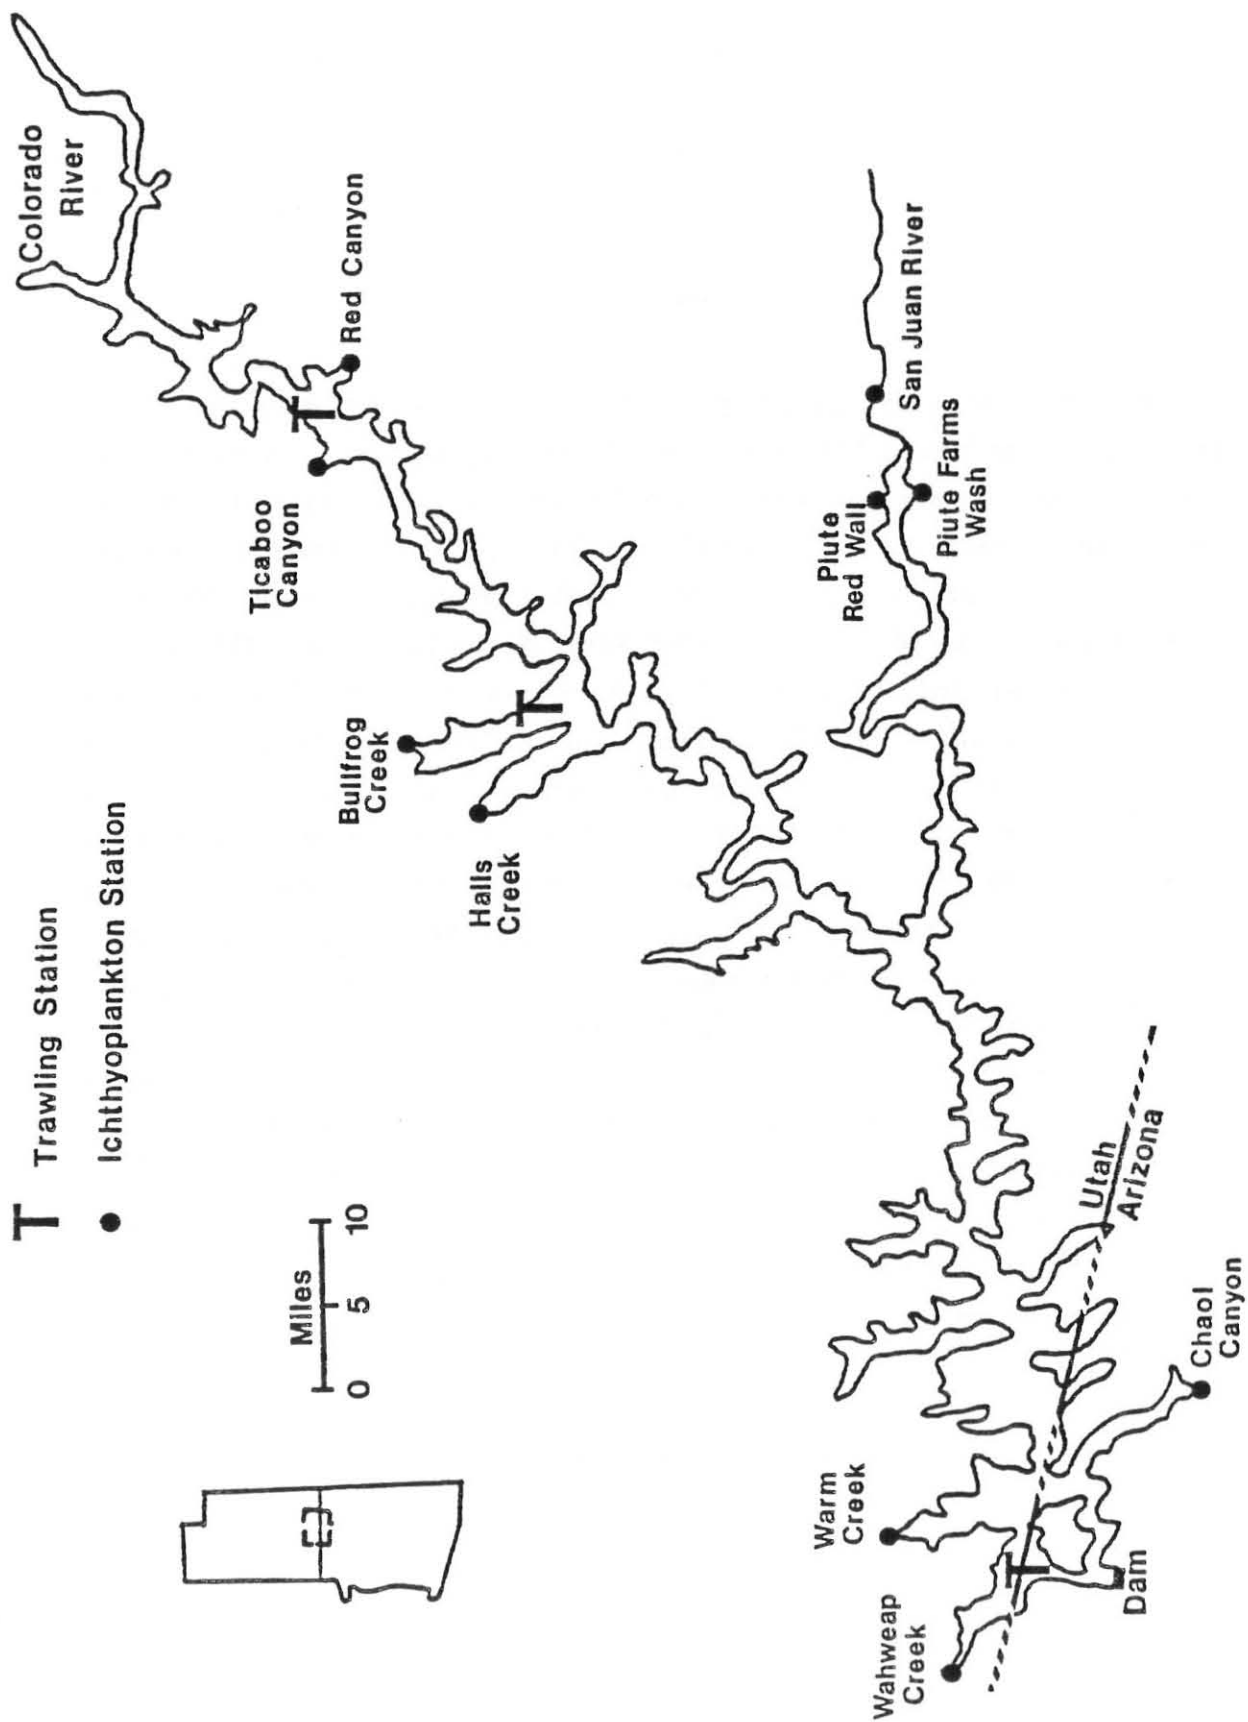 T Trawling Station
● Ichthyoplankton Station
Miles
0 5 10
Colorado
River
Red Canyon
Ticaboo
Canyon
Bullfrog
Creek
Halls
Creek
San Juan River
Piute
Red Wall
Piute Farms
Wash
Utah
Arizona
Chaol
Canyon
Warm
Creek
Wahweap
Creek
Dam
T
T
T